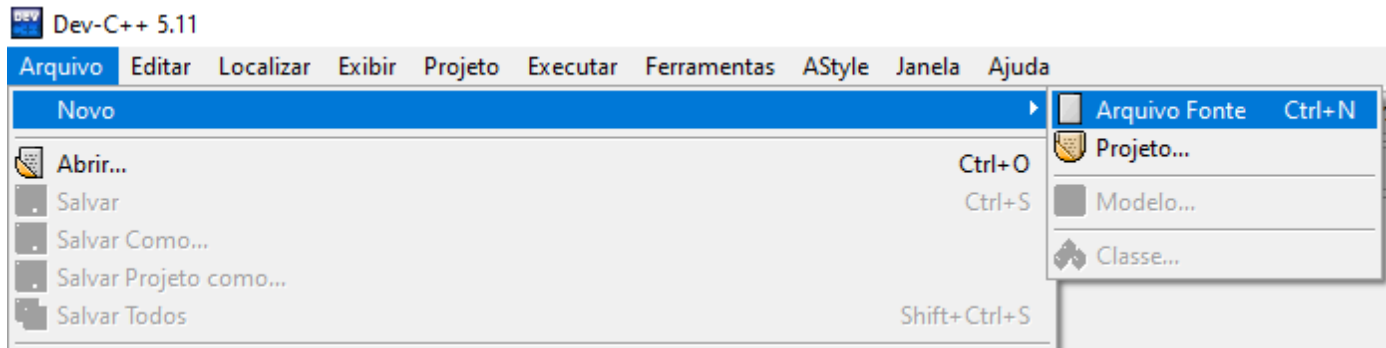 Dev-C++ 5.11
Arquivo Editar Localizar Exibir Projeto Executar Ferramentas AStyle Janela Ajuda
Novo
Arquivo Fonte Ctrl+N
Abrir... Ctrl+O
Projeto...
Salvar Ctrl+S
Modelo...
Salvar Como...
Classe...
Salvar Projeto como...
Salvar Todos Shift+Ctrl+S